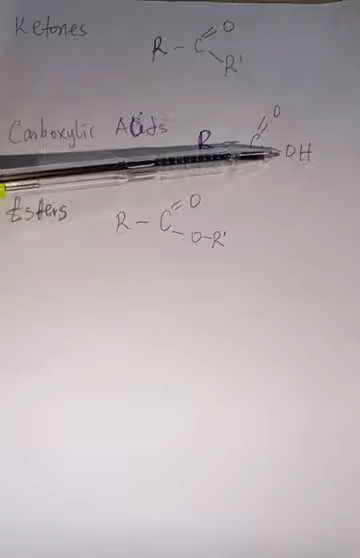 Ketones
R - C = O
R'
Carboxylic Acids
R C = O
OH
Esters
R - C = O
O-R'